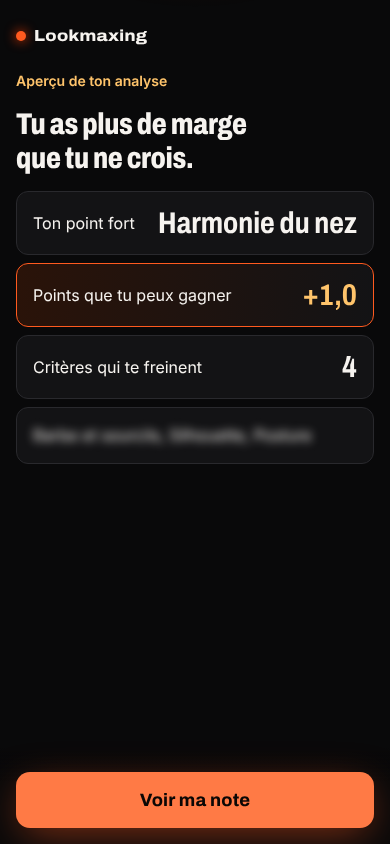 Lookmaxing
Aperçu de ton analyse
Tu as plus de marge
que tu ne crois.
Ton point fort Harmonie du nez
Points que tu peux gagner +1,0
Critères qui te freinent 4
Voir ma note